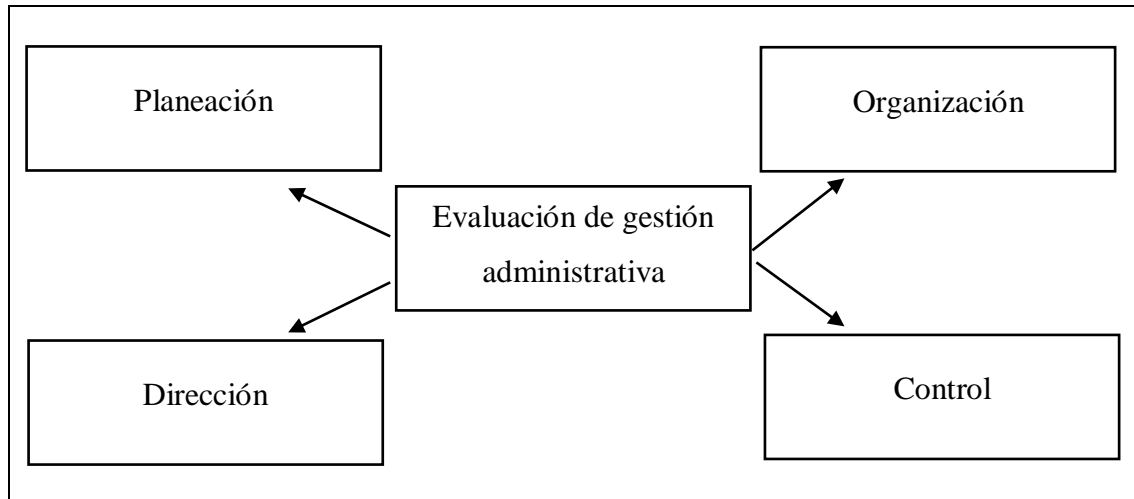 Planeación
Organización
Evaluación de gestión
administrativa
Dirección
Control